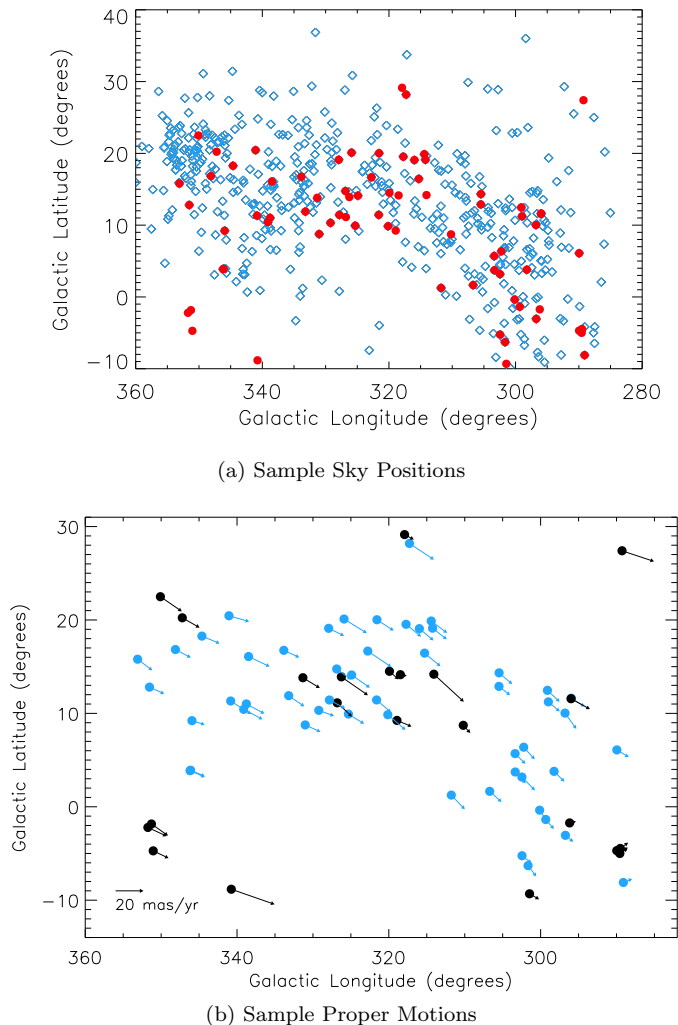 40
30
20
10
0
-10
Galactic Latitude (degrees)
360
340
320
300
280
Galactic Longitude (degrees)
(a) Sample Sky Positions
30
20
10
0
-10
Galactic Latitude (degrees)
20 mas/yr
360
340
320
300
Galactic Longitude (degrees)
(b) Sample Proper Motions